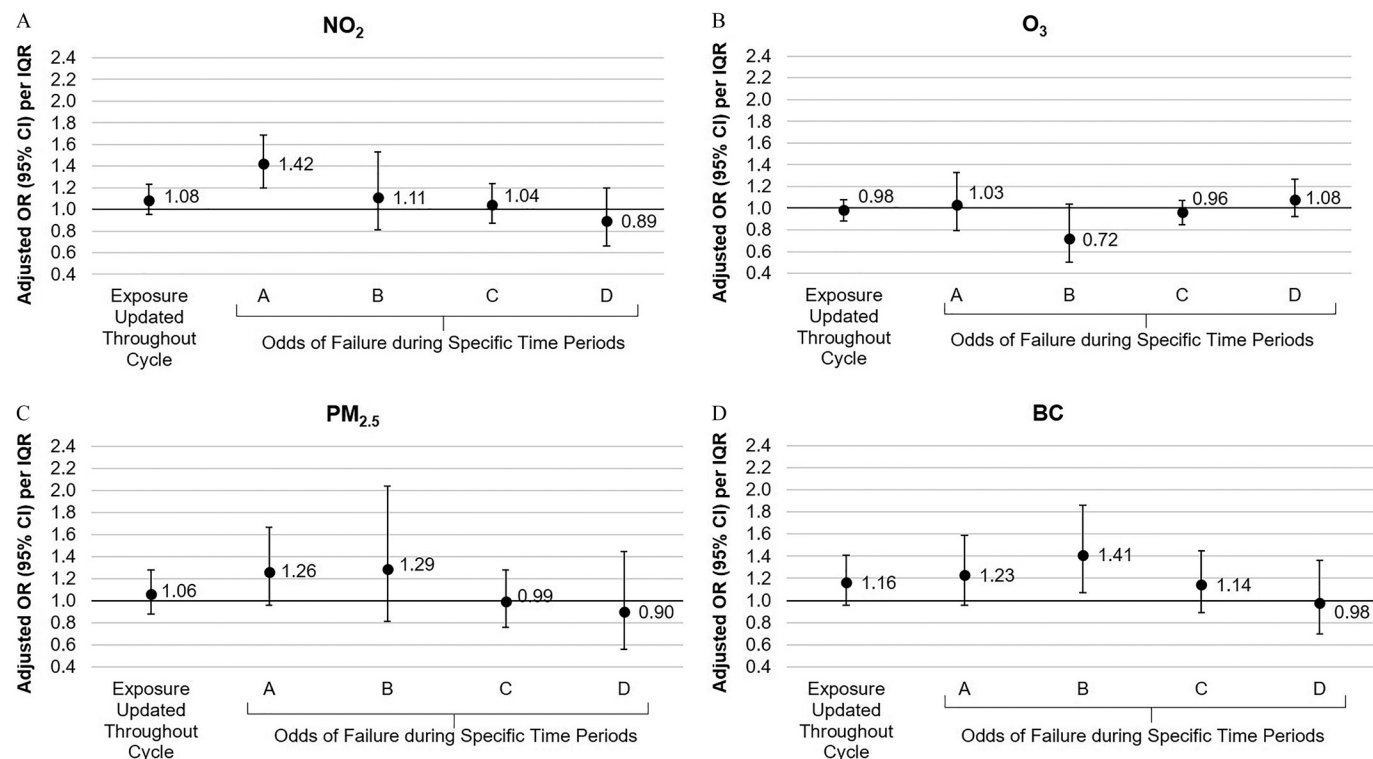 A
NO2
Adjusted OR (95% CI) per IQR
2.4
2.2
2.0
1.8
1.6
1.4
1.2
1.0
0.8
0.6
0.4
1.08
1.42
1.11
1.04
0.89
Exposure
Updated
Throughout
Cycle
A B C D
Odds of Failure during Specific Time Periods
B
O3
Adjusted OR (95% CI) per IQR
2.4
2.2
2.0
1.8
1.6
1.4
1.2
1.0
0.8
0.6
0.4
0.98
1.03
0.72
0.96
1.08
Exposure
Updated
Throughout
Cycle
A B C D
Odds of Failure during Specific Time Periods
C
PM2.5
Adjusted OR (95% CI) per IQR
2.4
2.2
2.0
1.8
1.6
1.4
1.2
1.0
0.8
0.6
0.4
1.06
1.26
1.29
0.99
0.90
Exposure
Updated
Throughout
Cycle
A B C D
Odds of Failure during Specific Time Periods
D
BC
Adjusted OR (95% CI) per IQR
2.4
2.2
2.0
1.8
1.6
1.4
1.2
1.0
0.8
0.6
0.4
1.16
1.23
1.41
1.14
0.98
Exposure
Updated
Throughout
Cycle
A B C D
Odds of Failure during Specific Time Periods